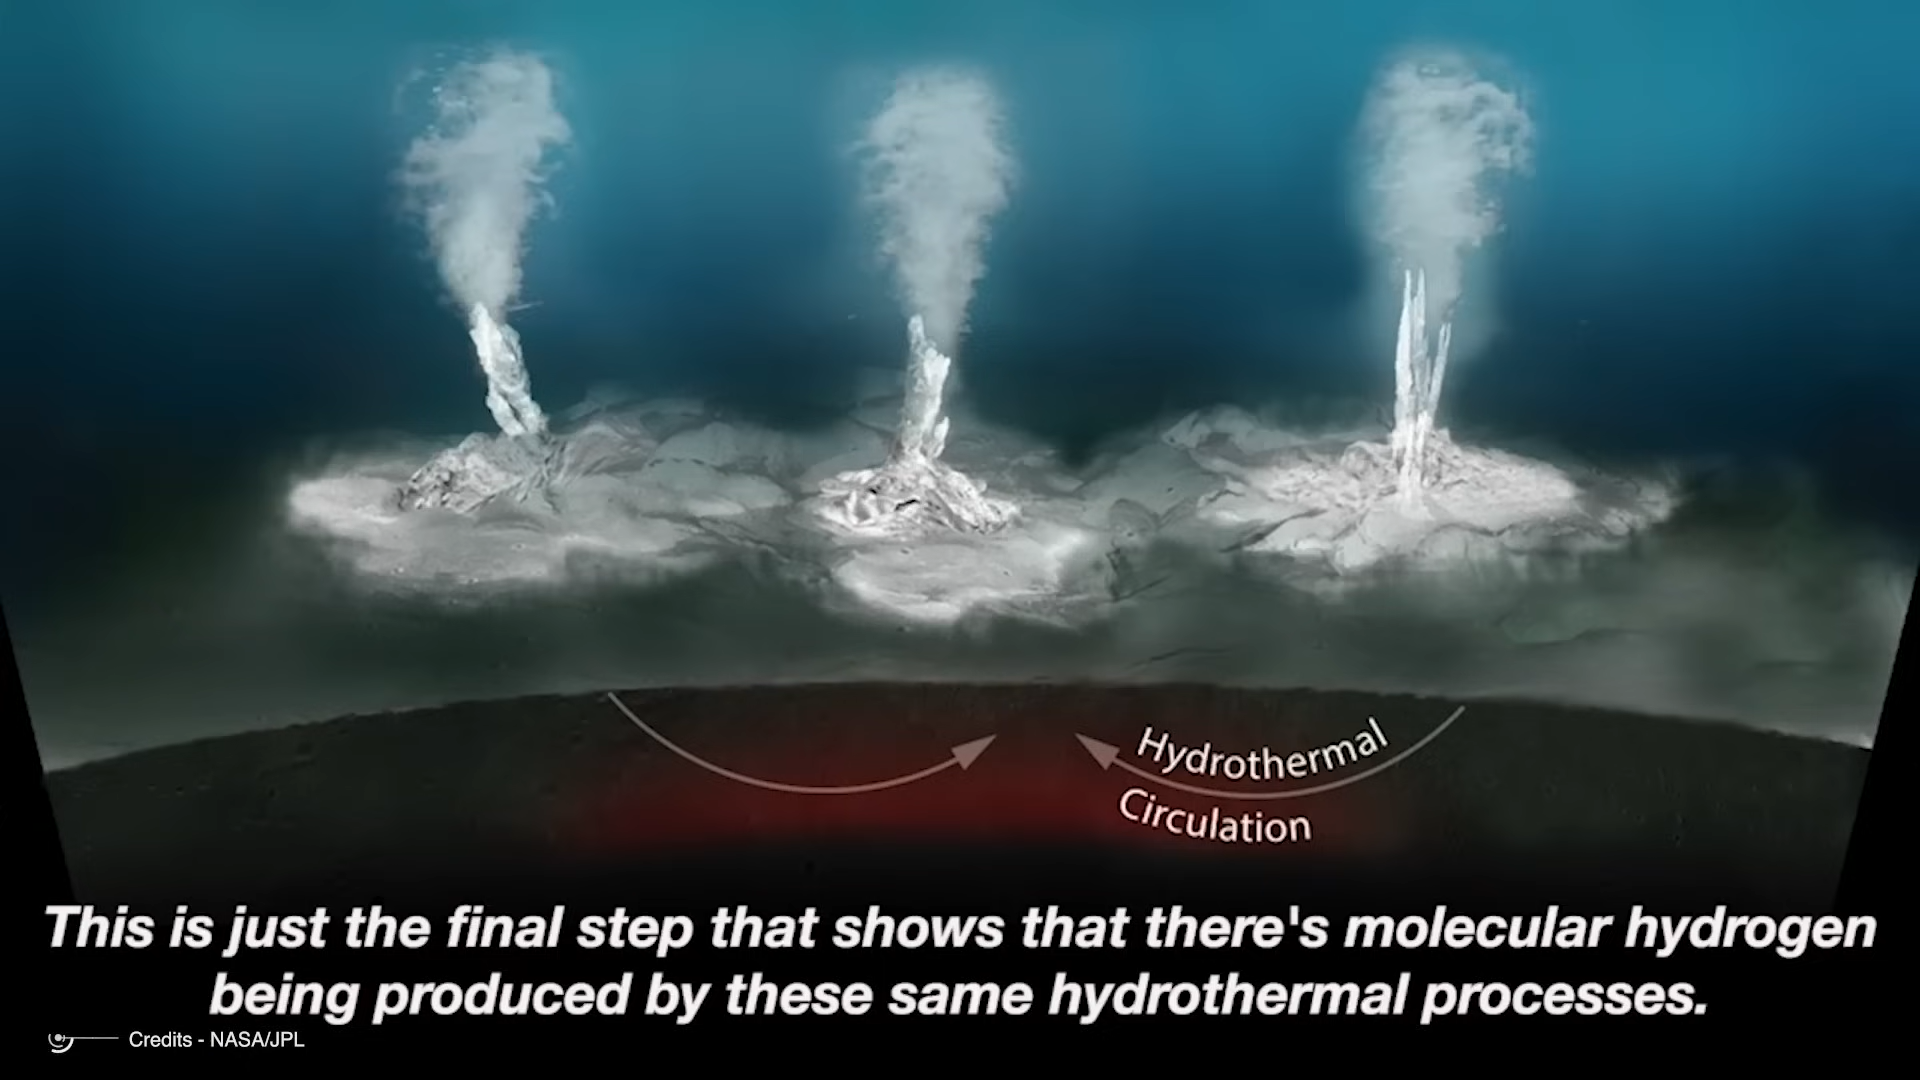 Hydrothermal
Circulation
This is just the final step that shows that there's molecular hydrogen
being produced by these same hydrothermal processes.
Credits - NASA/JPL